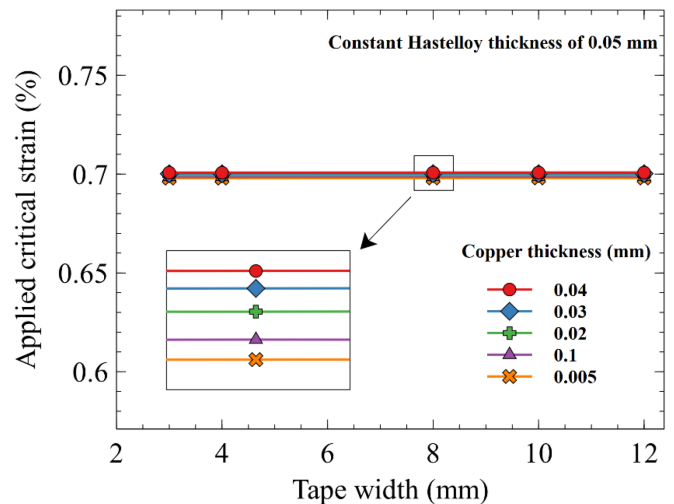 Constant Hastelloy thickness of 0.05 mm
Applied critical strain (%)
0.75
0.7
0.65
0.6
Copper thickness (mm)
0.04
0.03
0.02
0.1
0.005
2 4 6 8 10 12
Tape width (mm)